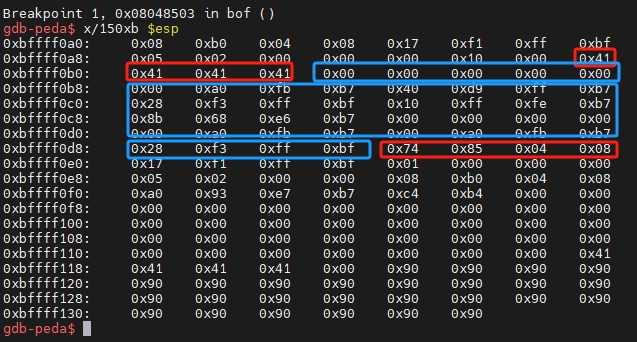 Breakpoint 1, 0x08048503 in bof ()
gdb-peda$ x/150xb $esp
0xbffff0a0: 0x08 0xb0 0x04 0x08 0x17 0xf1 0xff 0xbf
0xbffff0a8: 0x05 0x02 0x00 0x00 0x00 0x10 0x00 0x41
0xbffff0b0: 0x41 0x41 0x41 0x00 0x00 0x00 0x00 0x00
0xbffff0b8: 0x00 0xa0 0xfb 0xb7 0x40 0xd9 0xff 0xb7
0xbffff0c0: 0x28 0xf3 0xff 0xbf 0x10 0xff 0xfe 0xb7
0xbffff0c8: 0x8b 0x68 0xe6 0xb7 0x00 0x00 0x00 0x00
0xbffff0d0: 0x00 0xa0 0xfb 0xb7 0x00 0xa0 0xfb 0xb7
0xbffff0d8: 0x28 0xf3 0xff 0xbf 0x74 0x85 0x04 0x08
0xbffff0e0: 0x17 0xf1 0xff 0xbf 0x01 0x00 0x00 0x00
0xbffff0e8: 0x05 0x02 0x00 0x00 0x08 0xb0 0x04 0x08
0xbffff0f0: 0xa0 0x93 0xe7 0xb7 0xc4 0xb4 0x00 0x00
0xbffff0f8: 0x00 0x00 0x00 0x00 0x00 0x00 0x00 0x00
0xbffff100: 0x00 0x00 0x00 0x00 0x00 0x00 0x00 0x00
0xbffff108: 0x00 0x00 0x00 0x00 0x00 0x00 0x00 0x00
0xbffff110: 0x00 0x00 0x00 0x00 0x00 0x00 0x00 0x41
0xbffff118: 0x41 0x41 0x41 0x90 0x90 0x90 0x90 0x90
0xbffff120: 0x90 0x90 0x90 0x90 0x90 0x90 0x90 0x90
0xbffff128: 0x90 0x90 0x90 0x90 0x90 0x90 0x90 0x90
0xbffff130: 0x90 0x90 0x90 0x90 0x90 0x90
gdb-peda$